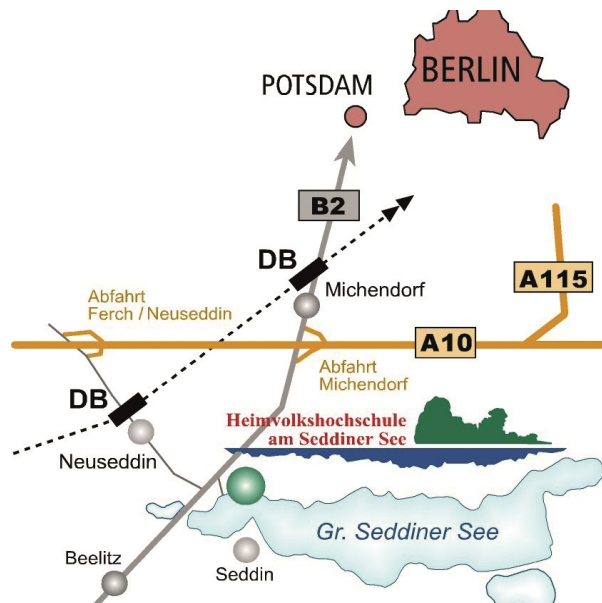 BERLIN
POTSDAM
B2
DB
Michendorf
A115
Abfahrt
Ferch / Neuseddin
A10
Abfahrt
Michendorf
DB
Neuseddin
Heimvolkshochschule
am Seddiner See
Gr. Seddiner See
Beelitz
Seddin